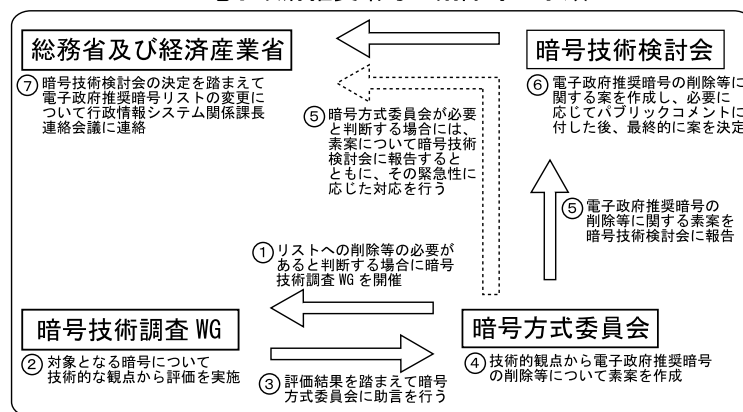 総務省及び経済産業省
⑦ 暗号技術検討会の決定を踏まえて
電子政府推奨暗号リストの変更に
ついて行政情報システム関係課長
連絡会議に連絡
暗号技術検討会
⑥ 電子政府推奨暗号の削除等に
関する案を作成し、必要に
応じてパブリックコメントに
付した後、最終的に案を決定
⑤ 暗号方式委員会が必要
と判断する場合には、
素案について暗号技術
検討会に報告すると
ともに、その緊急性に
応じた対応を行う
⑤ 電子政府推奨暗号の
削除等に関する素案を
暗号技術検討会に報告
① リストへの削除等の必要が
あると判断する場合に暗号
技術調査 WG を開催
暗号技術調査 WG
② 対象となる暗号について
技術的な観点から評価を実施
③ 評価結果を踏まえて暗号
方式委員会に助言を行う
暗号方式委員会
④ 技術的観点から電子政府推奨暗号
の削除等について素案を作成